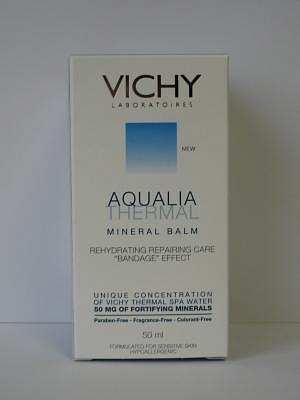 VICHY
LABORATOIRES
NEW
AQUALIA
THERMAL
MINERAL BALM
REHYDRATING REPAIRING CARE
"BANDAGE" EFFECT
UNIQUE CONCENTRATION
OF VICHY THERMAL SPA WATER
50 MG OF FORTIFYING MINERALS
Paraben-Free - Fragrance-Free - Colorant-Free
50 ml
FORMULATED FOR SENSITIVE SKIN
HYPOALLERGENIC